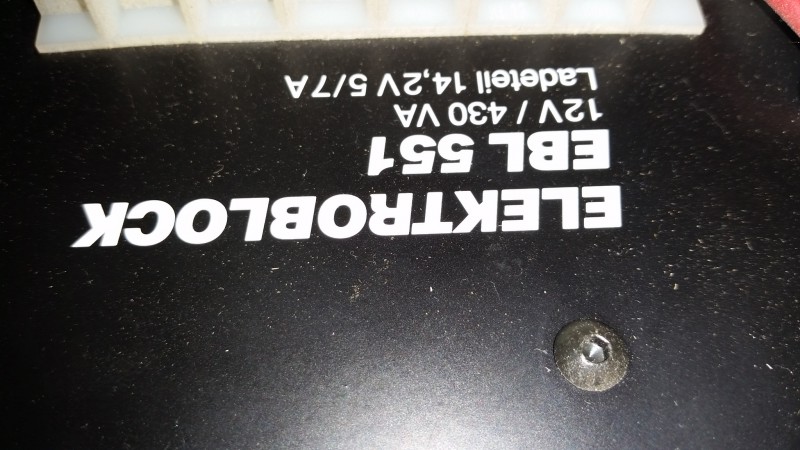 ELEKTROBLOCK
EBL 551
12V / 430 VA
Ladeteil 14,2V 5/7A